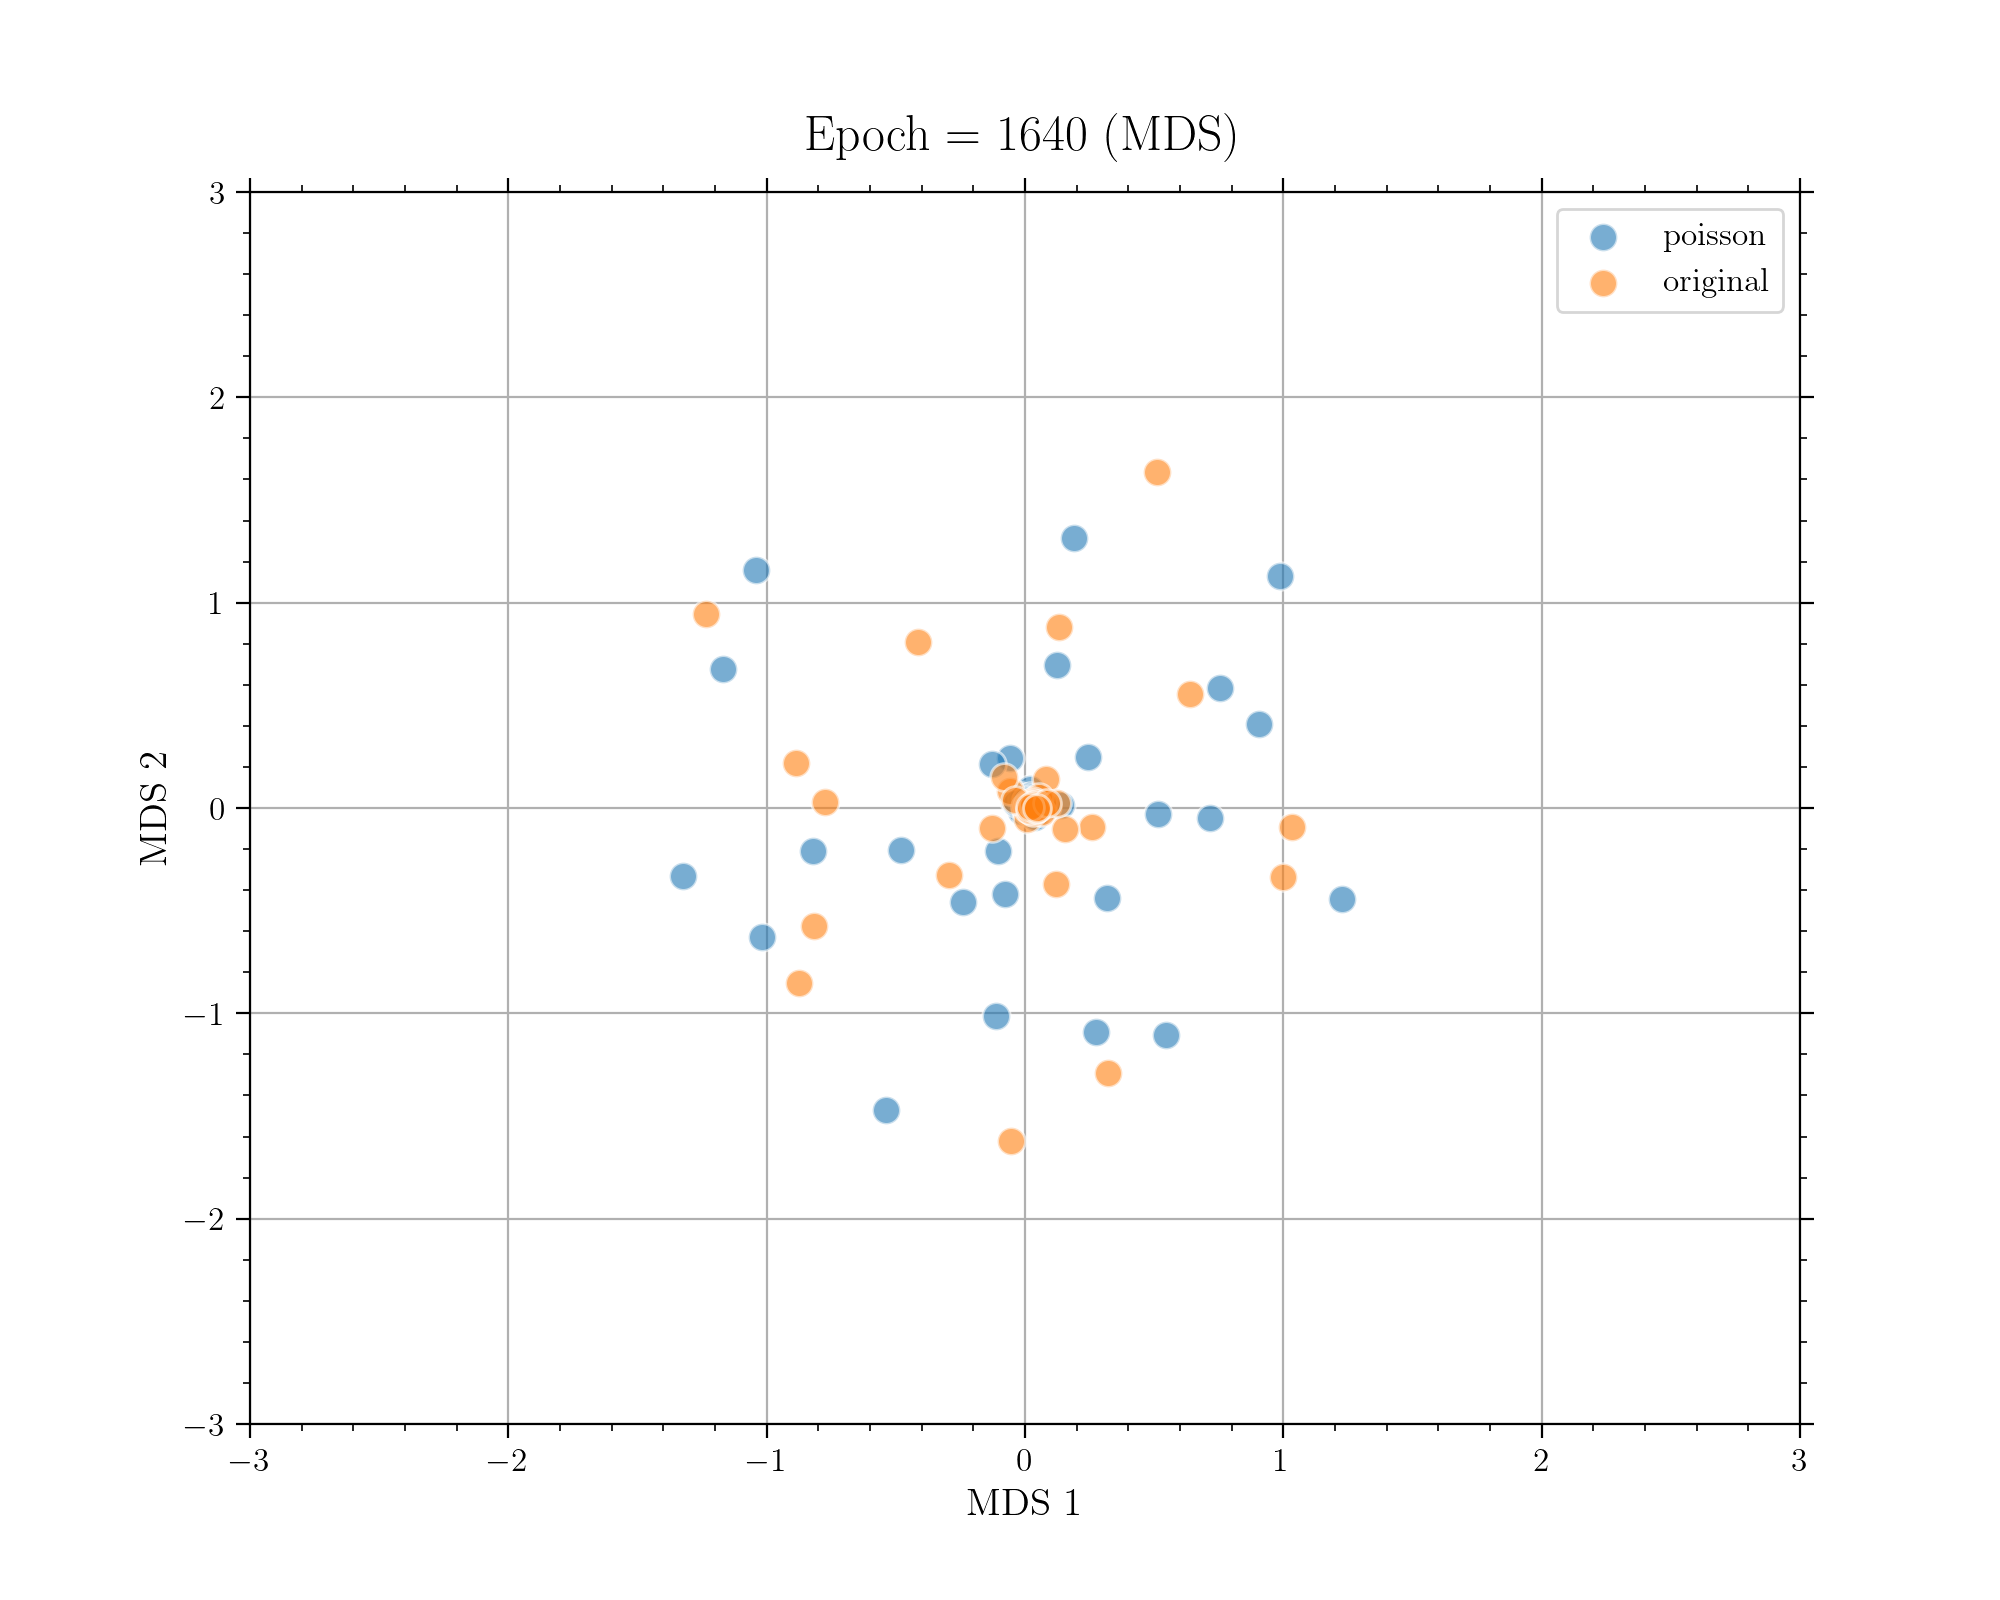 Epoch = 1640 (MDS)
poisson
original
3
2
1
0
−1
−2
−3
MDS 2
−3 −2 −1 0 1 2 3
MDS 1